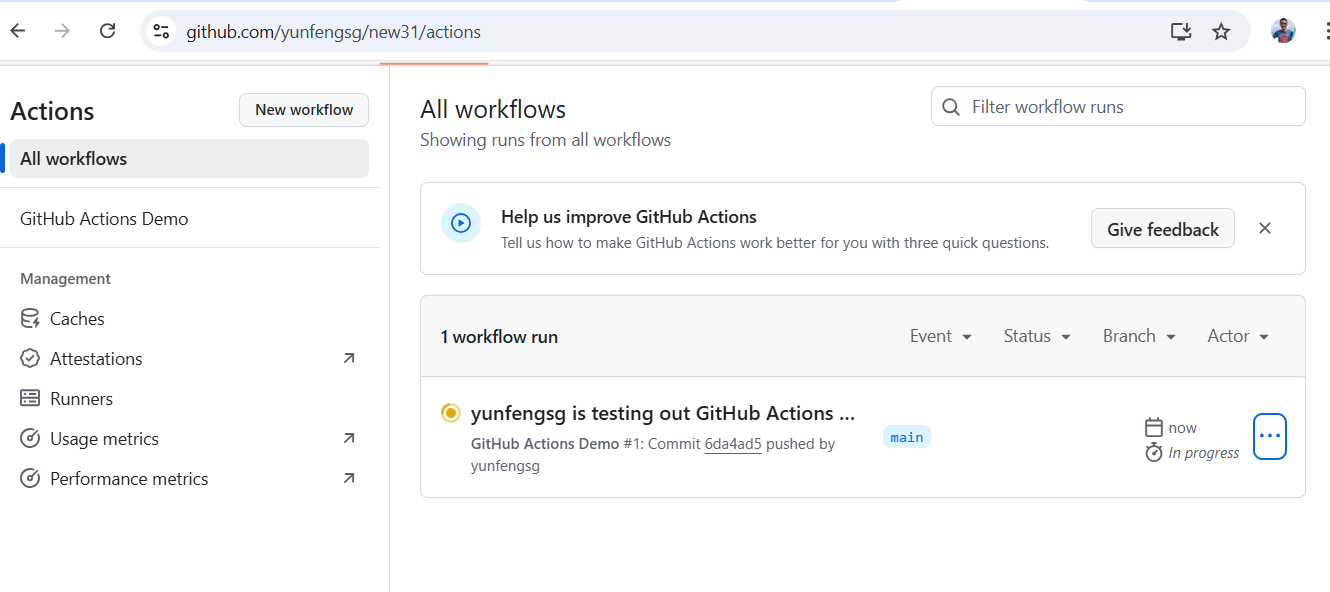 github.com/yunfengsg/new31/actions
Actions
New workflow
All workflows
GitHub Actions Demo
Management
Caches
Attestations
Runners
Usage metrics
Performance metrics
All workflows
Showing runs from all workflows
Filter workflow runs
Help us improve GitHub Actions
Tell us how to make GitHub Actions work better for you with three quick questions.
Give feedback
1 workflow run
Event
Status
Branch
Actor
yunfengsg is testing out GitHub Actions ...
GitHub Actions Demo #1: Commit 6da4ad5 pushed by
yunfengsg
main
now
In progress